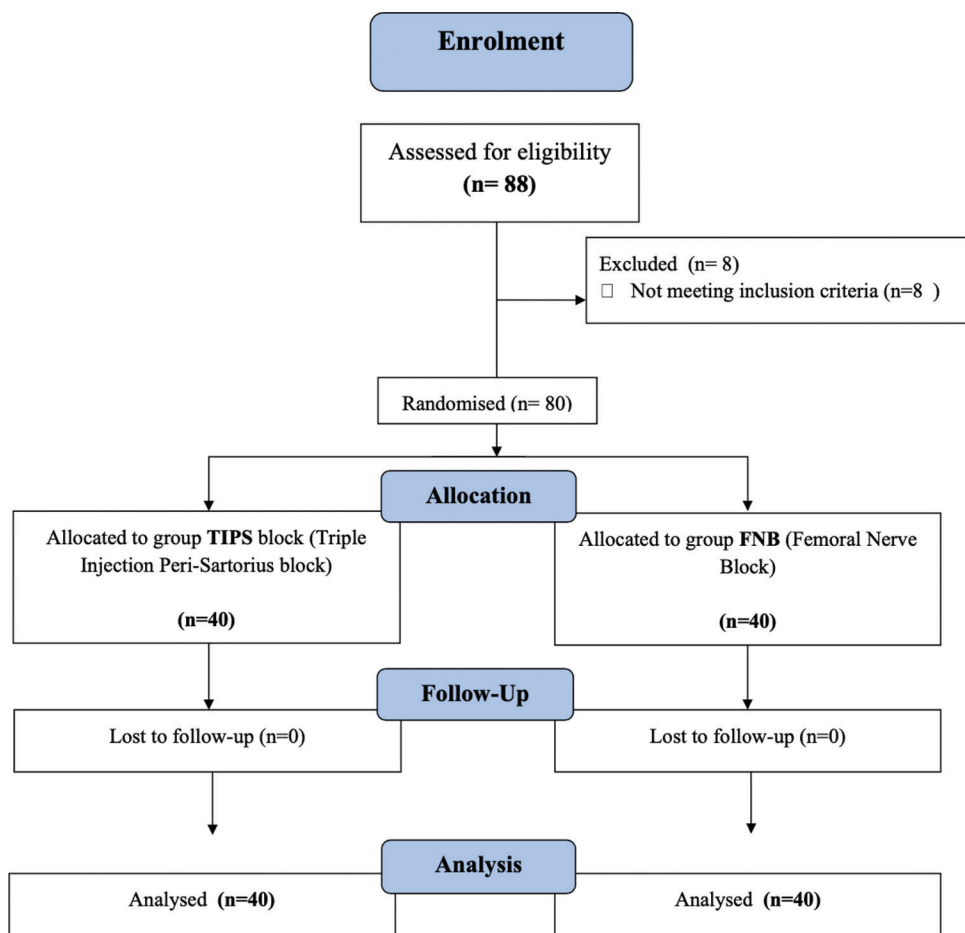 Enrolment
Assessed for eligibility
(n= 88)
Excluded (n= 8)
□ Not meeting inclusion criteria (n=8 )
Randomised (n= 80)
Allocation
Allocated to group TIPS block (Triple
Injection Peri-Sartorius block)
(n=40)
Allocated to group FNB (Femoral Nerve
Block)
(n=40)
Follow-Up
Lost to follow-up (n=0)
Lost to follow-up (n=0)
Analysis
Analysed (n=40)
Analysed (n=40)